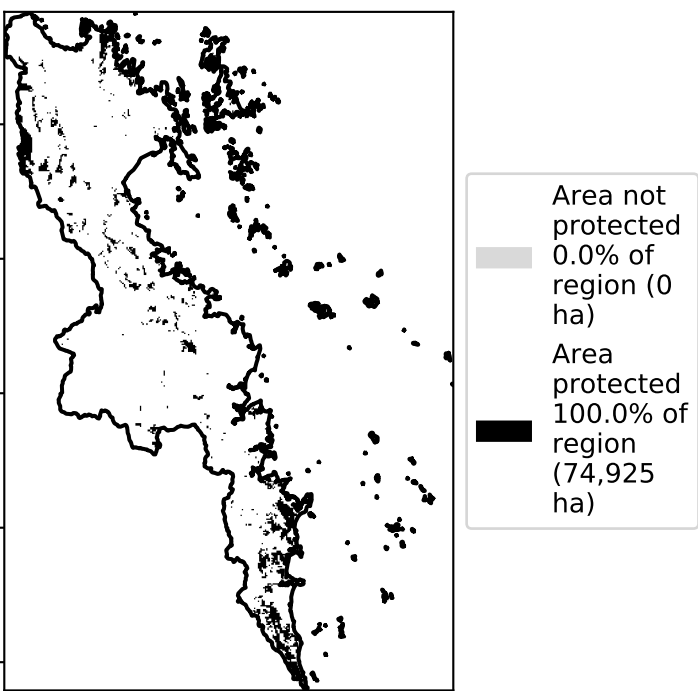 Area not
protected
0.0% of
region (0
ha)
Area
protected
100.0% of
region
(74,925
ha)